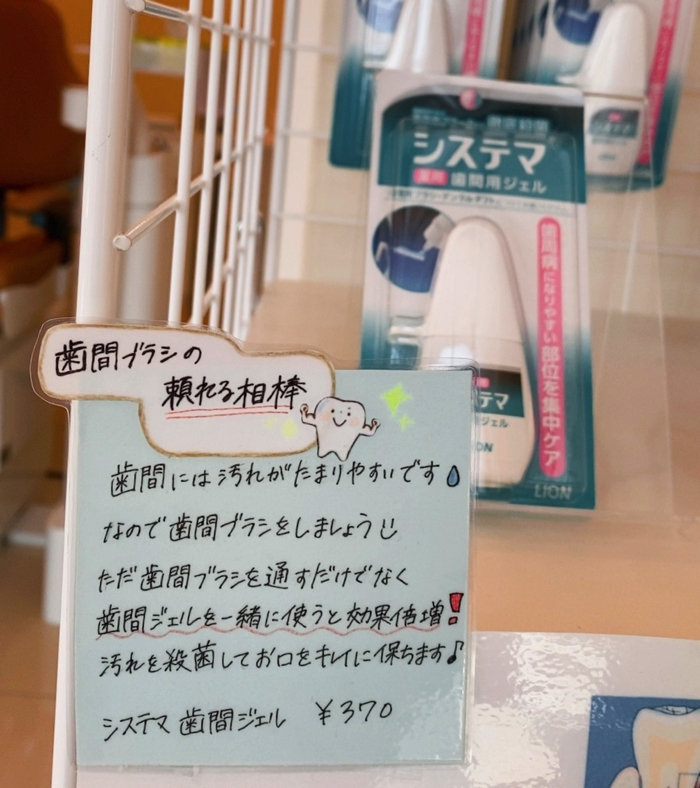 システマ
薬用 歯間用ジェル
歯周病になりやすい部位を集中ケア
テマ
ジェル
LION
歯間ブラシの
頼れる相棒
歯間には汚れがたまりやすいです
なので歯間ブラシをしましょう
ただ歯間ブラシを通すだけでなく
歯間ジェルを一緒に使うと効果倍増!
汚れを殺菌してお口をキレイに保ちます♪
システマ 歯間ジェル ¥370